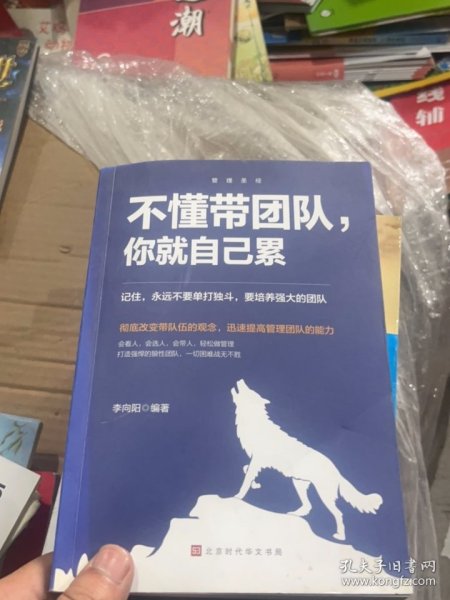 潮
线
辅
管理圣经
不懂带团队，
你就自己累
记住，永远不要单打独斗，要培养强大的团队
彻底改变带队伍的观念，迅速提高管理团队的能力
会看人，会选人，会带人，轻松做管理
打造强悍的狼性团队，一切困难战无不胜
李向阳 编著
北京时代华文书局
孔夫子旧书网
www.kongfz.com